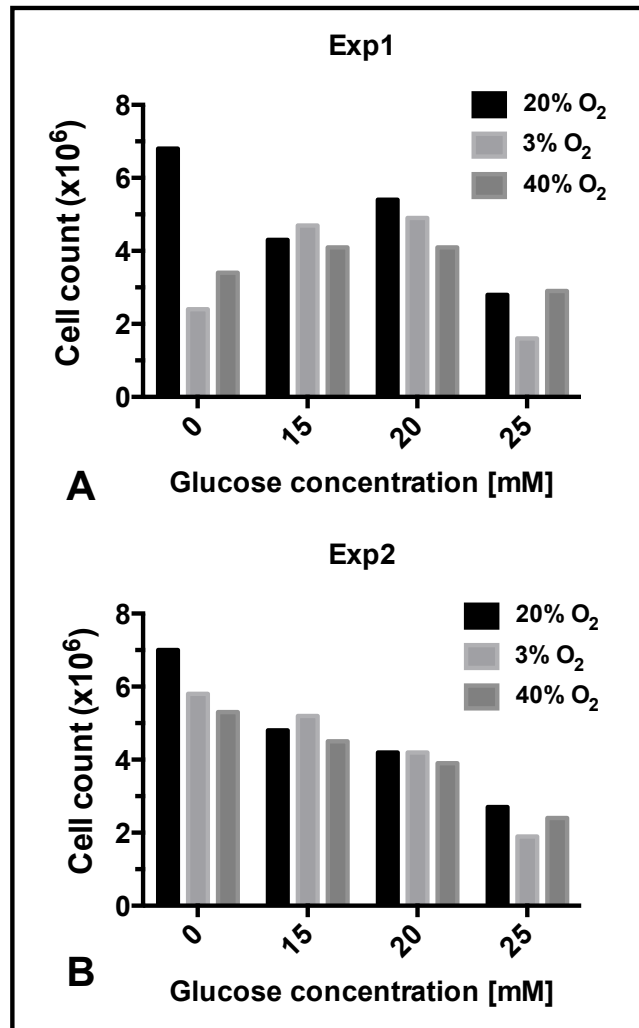 Exp1
Cell count (x10⁶)
8
6
4
2
0
20% O₂
3% O₂
40% O₂
0
15
20
25
A
Glucose concentration [mM]
Exp2
Cell count (x10⁶)
8
6
4
2
0
20% O₂
3% O₂
40% O₂
0
15
20
25
B
Glucose concentration [mM]